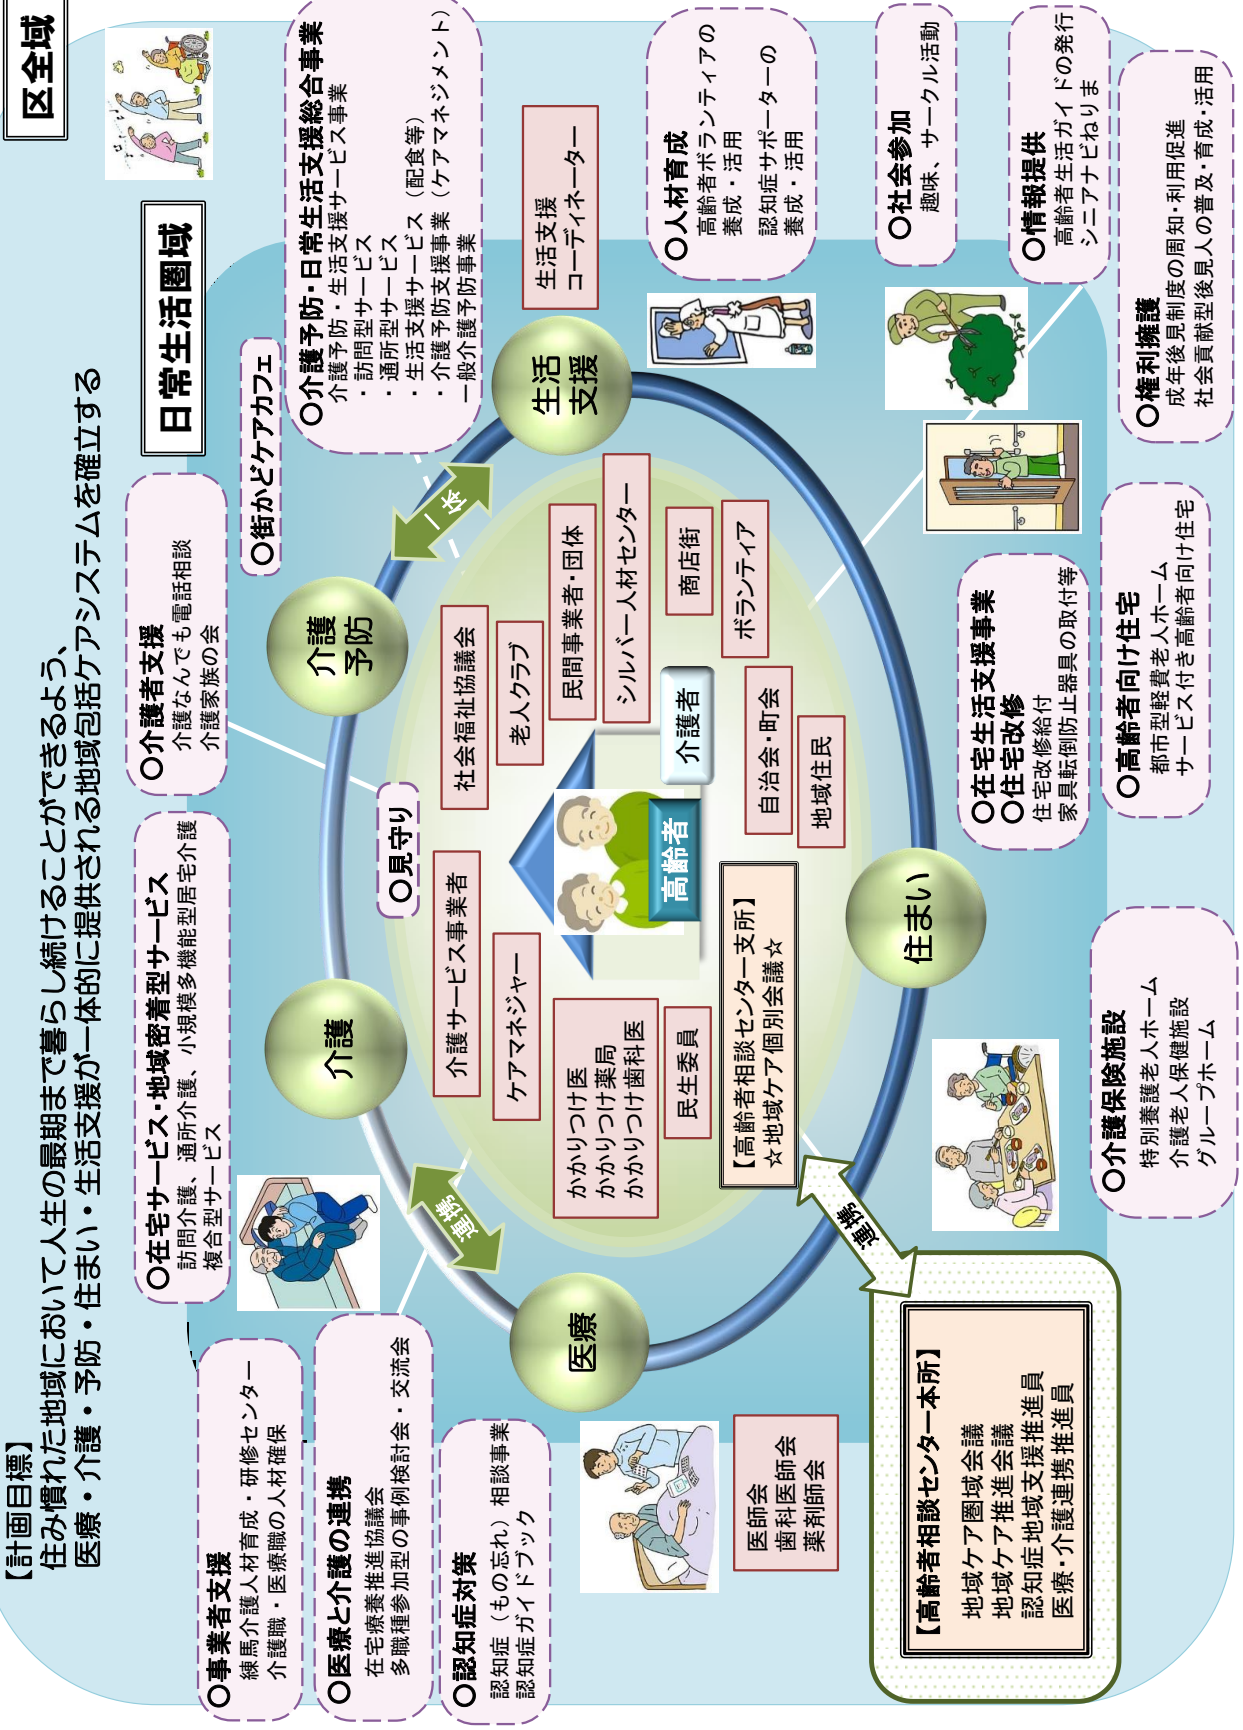 【計画目標】
住み慣れた地域において人生の最期まで暮らし続けることができるよう、
医療・介護・予防・住まい・生活支援が一体的に提供される地域包括ケアシステムを確立する
区全域
日常生活圏域
○事業者支援
練馬介護人材育成・研修センター
介護職・医療職の人材確保
○医療と介護の連携
在宅療養推進協議会
多職種参加型の事例検討会・交流会
○認知症対策
認知症（もの忘れ）相談事業
認知症ガイドブック
○在宅サービス・地域密着型サービス
訪問介護、通所介護、小規模多機能型居宅介護
複合型サービス
○介護者支援
介護なんでも電話相談
介護家族の会
○街かどケアカフェ
○介護予防・日常生活支援総合事業
介護予防・生活支援サービス事業
・訪問型サービス
・通所型サービス
・生活支援サービス（配食等）
・介護予防支援事業（ケアマネジメント）
一般介護予防事業
○見守り
介護
介護
予防
一体
生活
支援
連携
医療
住まい
生活支援
コーディネーター
介護サービス事業者
ケアマネジャー
かかりつけ医
かかりつけ薬局
かかりつけ歯科医
民生委員
社会福祉協議会
老人クラブ
民間事業者・団体
シルバー人材センター
商店街
ボランティア
高齢者
介護者
自治会・町会
地域住民
【高齢者相談センター支所】
☆地域ケア個別会議☆
連携
医師会
歯科医師会
薬剤師会
【高齢者相談センター本所】
地域ケア圏域会議
地域ケア推進会議
認知症地域支援推進員
医療・介護連携推進員
○人材育成
高齢者ボランティアの
養成・活用
認知症サポーターの
養成・活用
○社会参加
趣味、サークル活動
○情報提供
高齢者生活ガイドの発行
シニアナビねりま
○権利擁護
成年後見制度の周知・利用促進
社会貢献型後見人の普及・育成・活用
○在宅生活支援事業
○住宅改修
住宅改修給付
家具転倒防止器具の取付等
○高齢者向け住宅
都市型軽費老人ホーム
サービス付き高齢者向け住宅
○介護保険施設
特別養護老人ホーム
介護老人保健施設
グループホーム